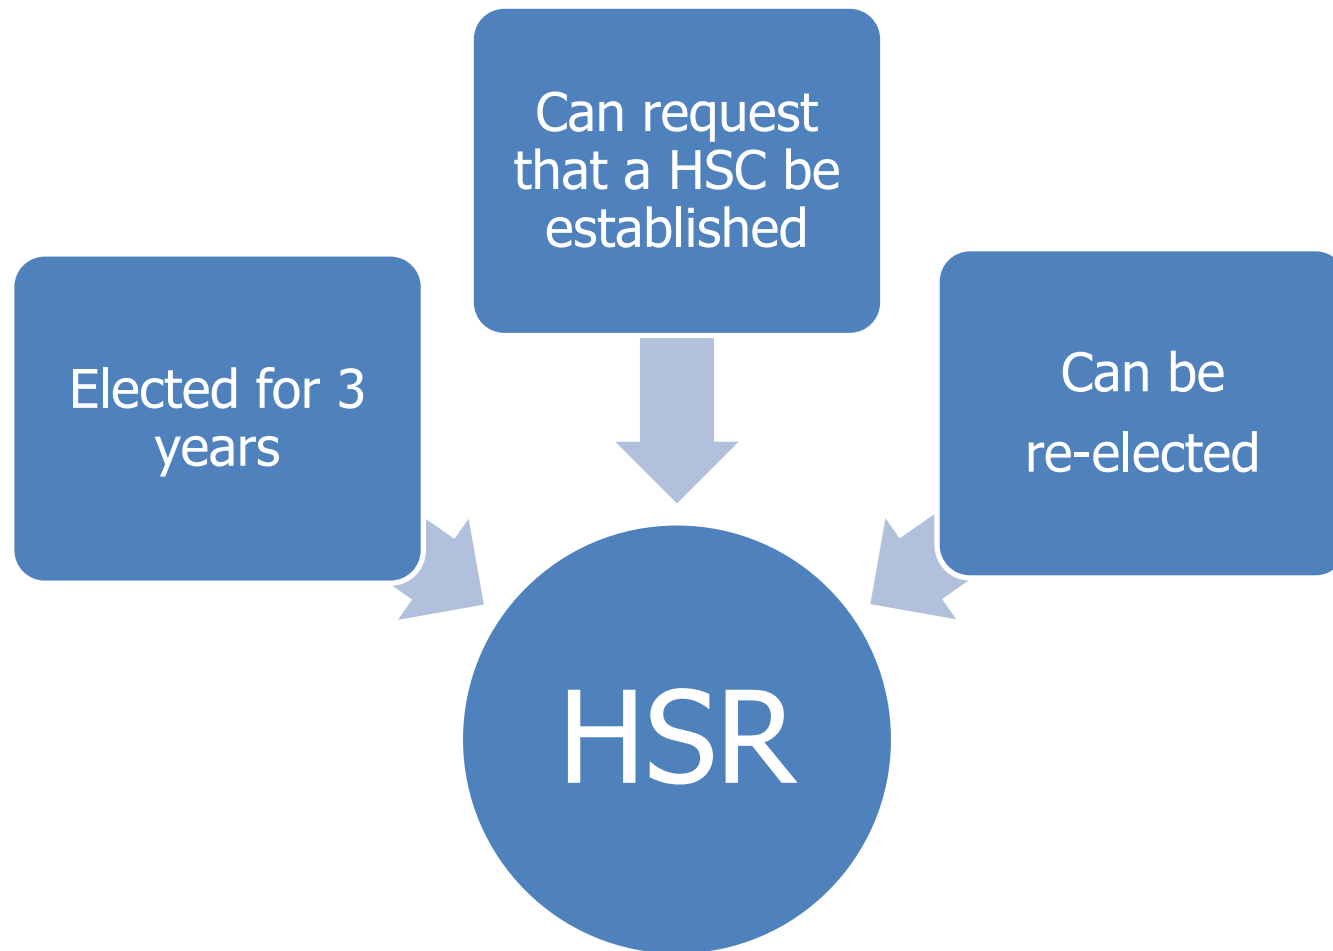 Can request
that a HSC be
established
Elected for 3
years
Can be
re-elected
HSR